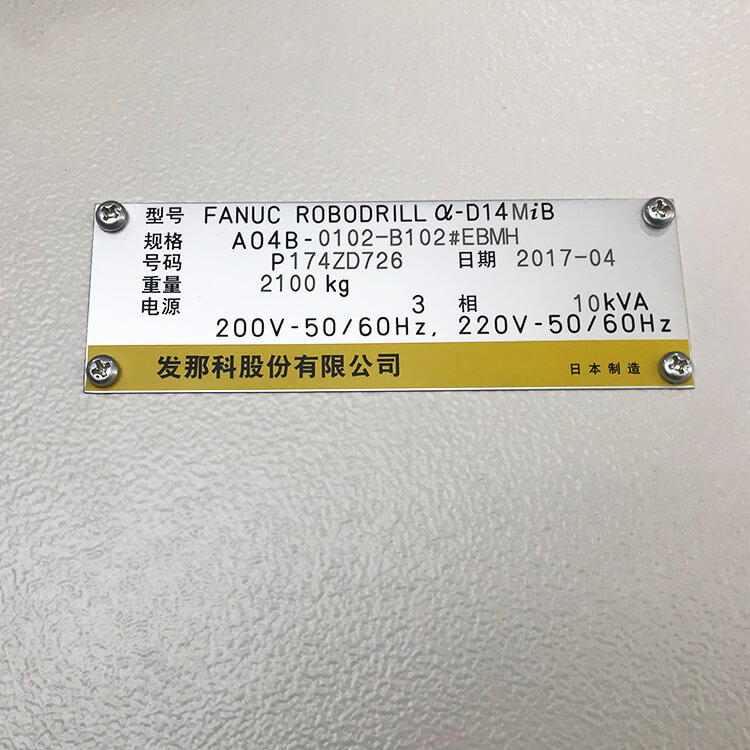 型号 FANUC ROBODRILL α-D14MiB
规格 A04B-0102-B102#EBMH
号码 P174ZD726 日期 2017-04
重量 2100 kg
电源 3 相 10kVA
200V-50/60Hz, 220V-50/60Hz
发那科股份有限公司 日本制造